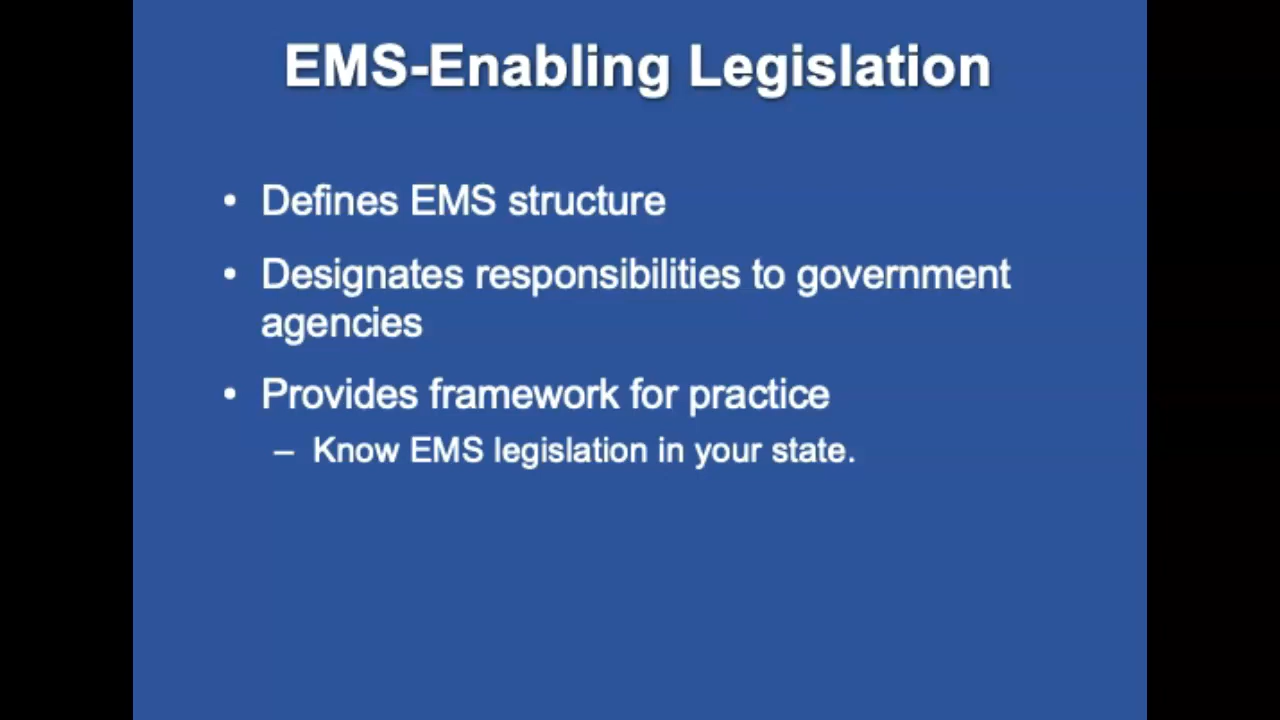 EMS-Enabling Legislation
• Defines EMS structure
• Designates responsibilities to government
agencies
• Provides framework for practice
– Know EMS legislation in your state.